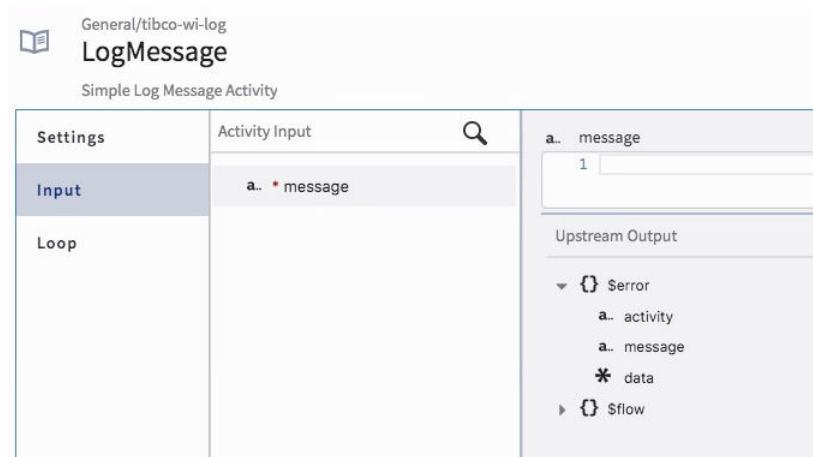 General/tibco-wi-log
LogMessage
Simple Log Message Activity
Settings
Input
Loop
Activity Input
a.. * message
a.. message
1
Upstream Output
{} $error
a.. activity
a.. message
* data
{} $flow